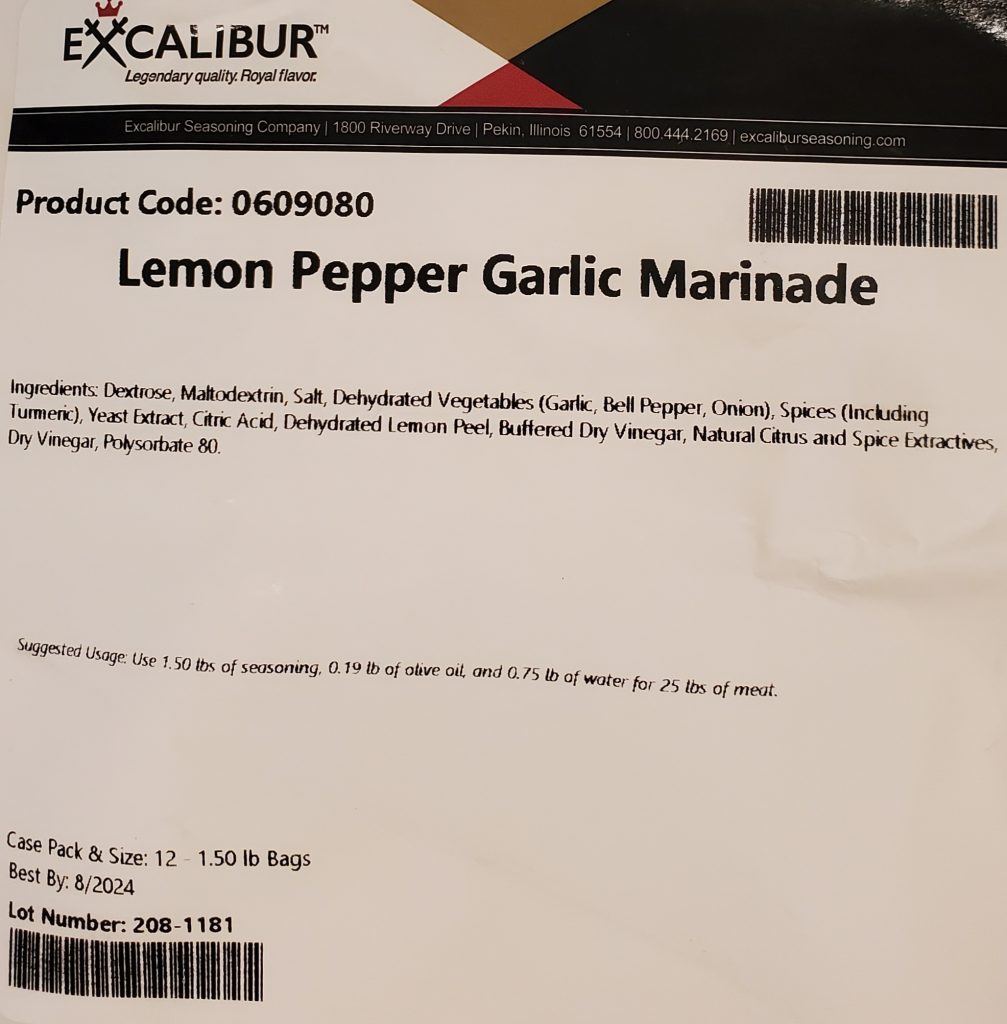 EXCALIBUR™
Legendary quality. Royal flavor.
Excalibur Seasoning Company | 1800 Riverway Drive | Pekin, Illinois 61554 | 800.444.2169 | excaliburseasoning.com
Product Code: 0609080
Lemon Pepper Garlic Marinade
Ingredients: Dextrose, Maltodextrin, Salt, Dehydrated Vegetables (Garlic, Bell Pepper, Onion), Spices (Including
Turmeric), Yeast Extract, Citric Acid, Dehydrated Lemon Peel, Buffered Dry Vinegar, Natural Citrus and Spice Extractives,
Dry Vinegar, Polysorbate 80.
Suggested Usage: Use 1.50 lbs of seasoning, 0.19 lb of olive oil, and 0.75 lb of water for 25 lbs of meat.
Case Pack & Size: 12 - 1.50 lb Bags
Best By: 8/2024
Lot Number: 208-1181